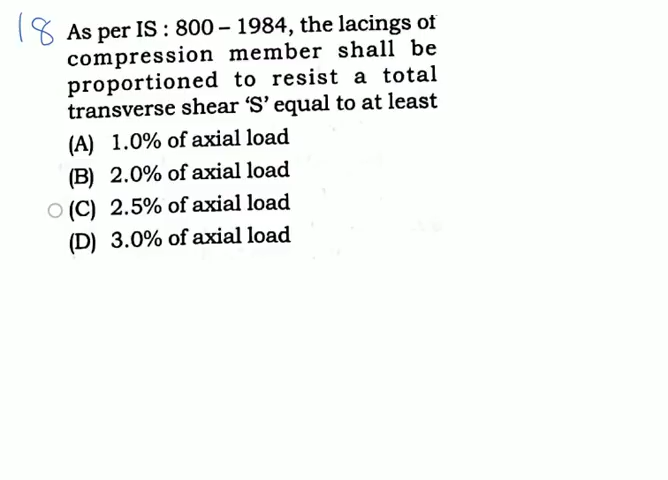 18 As per IS : 800 – 1984, the lacings of
compression member shall be
proportioned to resist a total
transverse shear ‘S’ equal to at least
(A) 1.0% of axial load
(B) 2.0% of axial load
(C) 2.5% of axial load
(D) 3.0% of axial load